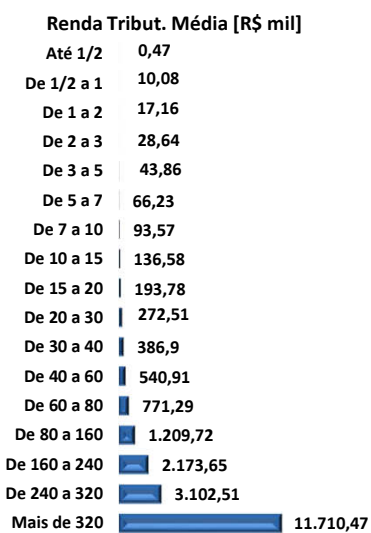 Renda Tribut. Média [R$ mil]
Até 1/2 0,47
De 1/2 a 1 10,08
De 1 a 2 17,16
De 2 a 3 28,64
De 3 a 5 43,86
De 5 a 7 66,23
De 7 a 10 93,57
De 10 a 15 136,58
De 15 a 20 193,78
De 20 a 30 272,51
De 30 a 40 386,9
De 40 a 60 540,91
De 60 a 80 771,29
De 80 a 160 1.209,72
De 160 a 240 2.173,65
De 240 a 320 3.102,51
Mais de 320 11.710,47